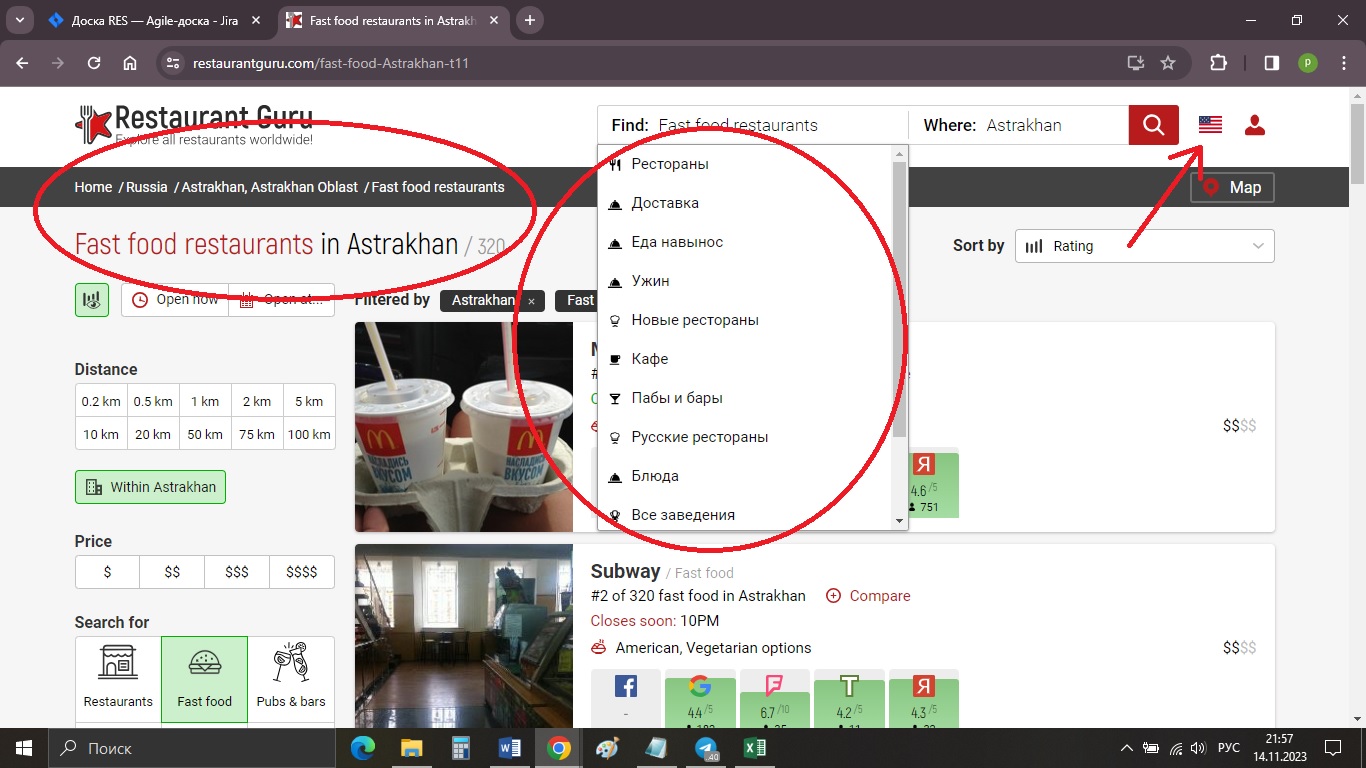 Доска RES — Agile-доска - Jira
Fast food restaurants in Astrakh
restaurantguru.com/fast-food-Astrakhan-t11
p
Restaurant Guru
Explore all restaurants worldwide!
Find: Fast food restaurants
Where: Astrakhan
Home / Russia / Astrakhan, Astrakhan Oblast / Fast food restaurants
Map
Fast food restaurants in Astrakhan / 320
Sort by
Rating
Open now
Open at...
Filtered by
Astrakhan ×
Fast
Рестораны
Доставка
Еда навынос
Ужин
Новые рестораны
Кафе
Пабы и бары
Русские рестораны
Блюда
Все заведения
Distance
0.2 km 0.5 km 1 km 2 km 5 km
10 km 20 km 50 km 75 km 100 km
Within Astrakhan
Price
$ $$ $$$ $$$$
Search for
Restaurants
Fast food
Pubs & bars
НАСЛАДИСЬ
ВКУСОМ
НАСЛАДИСЬ
ВКУСОМ
$$$$
Я
4.6 /5
751
Subway / Fast food
#2 of 320 fast food in Astrakhan
Compare
Closes soon: 10PM
American, Vegetarian options
$$$$
f G T Я
- 4.4 /5 6.7 /10 4.2 /5 4.3 /5
Поиск
40
РУС
21:57
14.11.2023